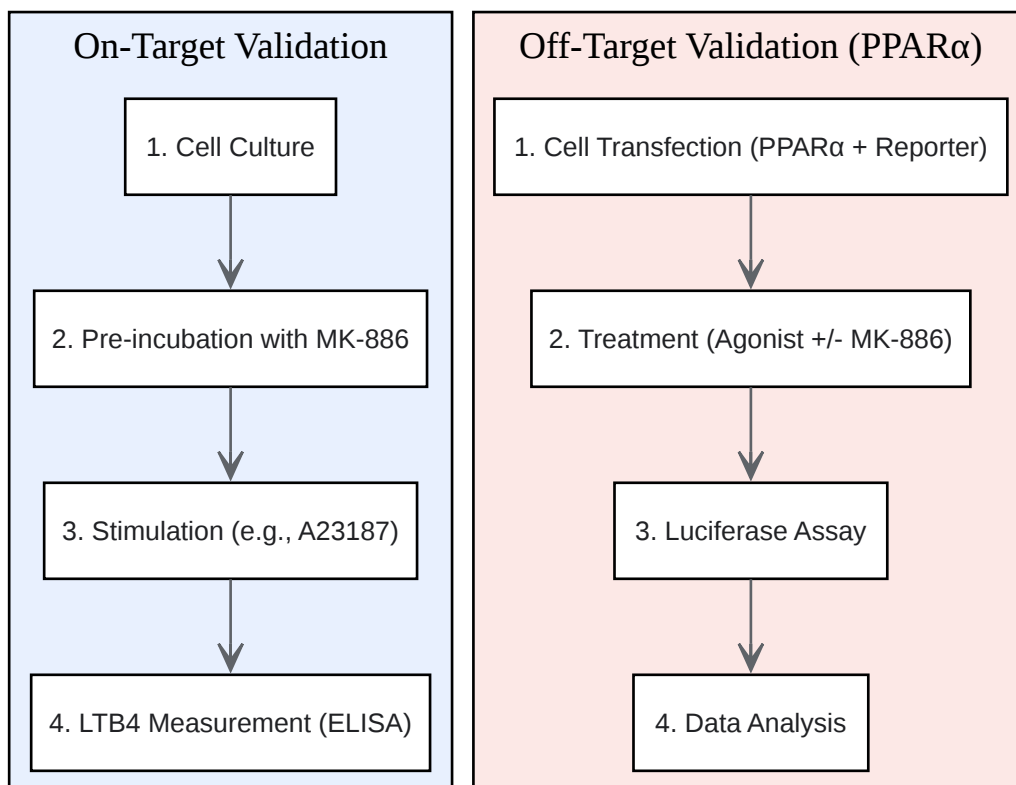 On-Target Validation
1. Cell Culture
2. Pre-incubation with MK-886
3. Stimulation (e.g., A23187)
4. LTB4 Measurement (ELISA)
Off-Target Validation (PPARα)
1. Cell Transfection (PPARα + Reporter)
2. Treatment (Agonist +/- MK-886)
3. Luciferase Assay
4. Data Analysis